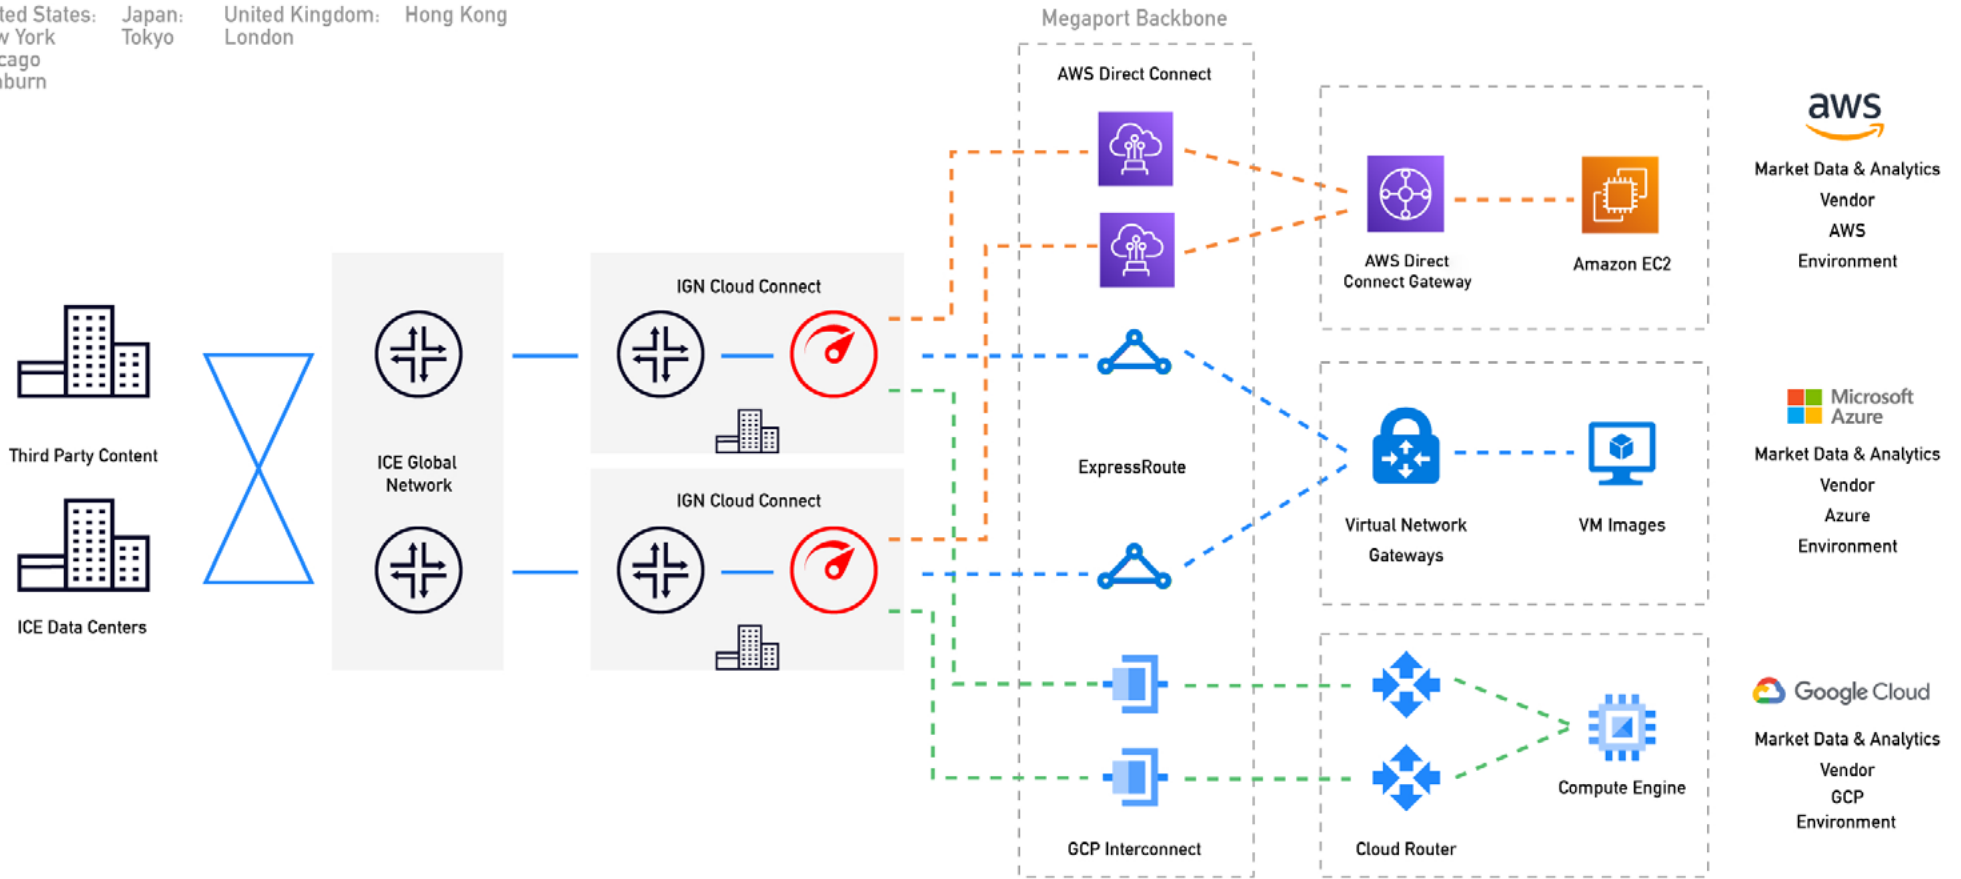 ted States:
w York
cago
burn
Japan:
Tokyo
United Kingdom:
London
Hong Kong
Megaport Backbone
AWS Direct Connect
aws
Market Data & Analytics
Vendor
AWS
Environment
AWS Direct
Connect Gateway
Amazon EC2
IGN Cloud Connect
Third Party Content
ICE Global
Network
ICE Data Centers
IGN Cloud Connect
ExpressRoute
Virtual Network
Gateways
VM Images
Microsoft
Azure
Market Data & Analytics
Vendor
Azure
Environment
Google Cloud
Market Data & Analytics
Vendor
GCP
Environment
Compute Engine
GCP Interconnect
Cloud Router